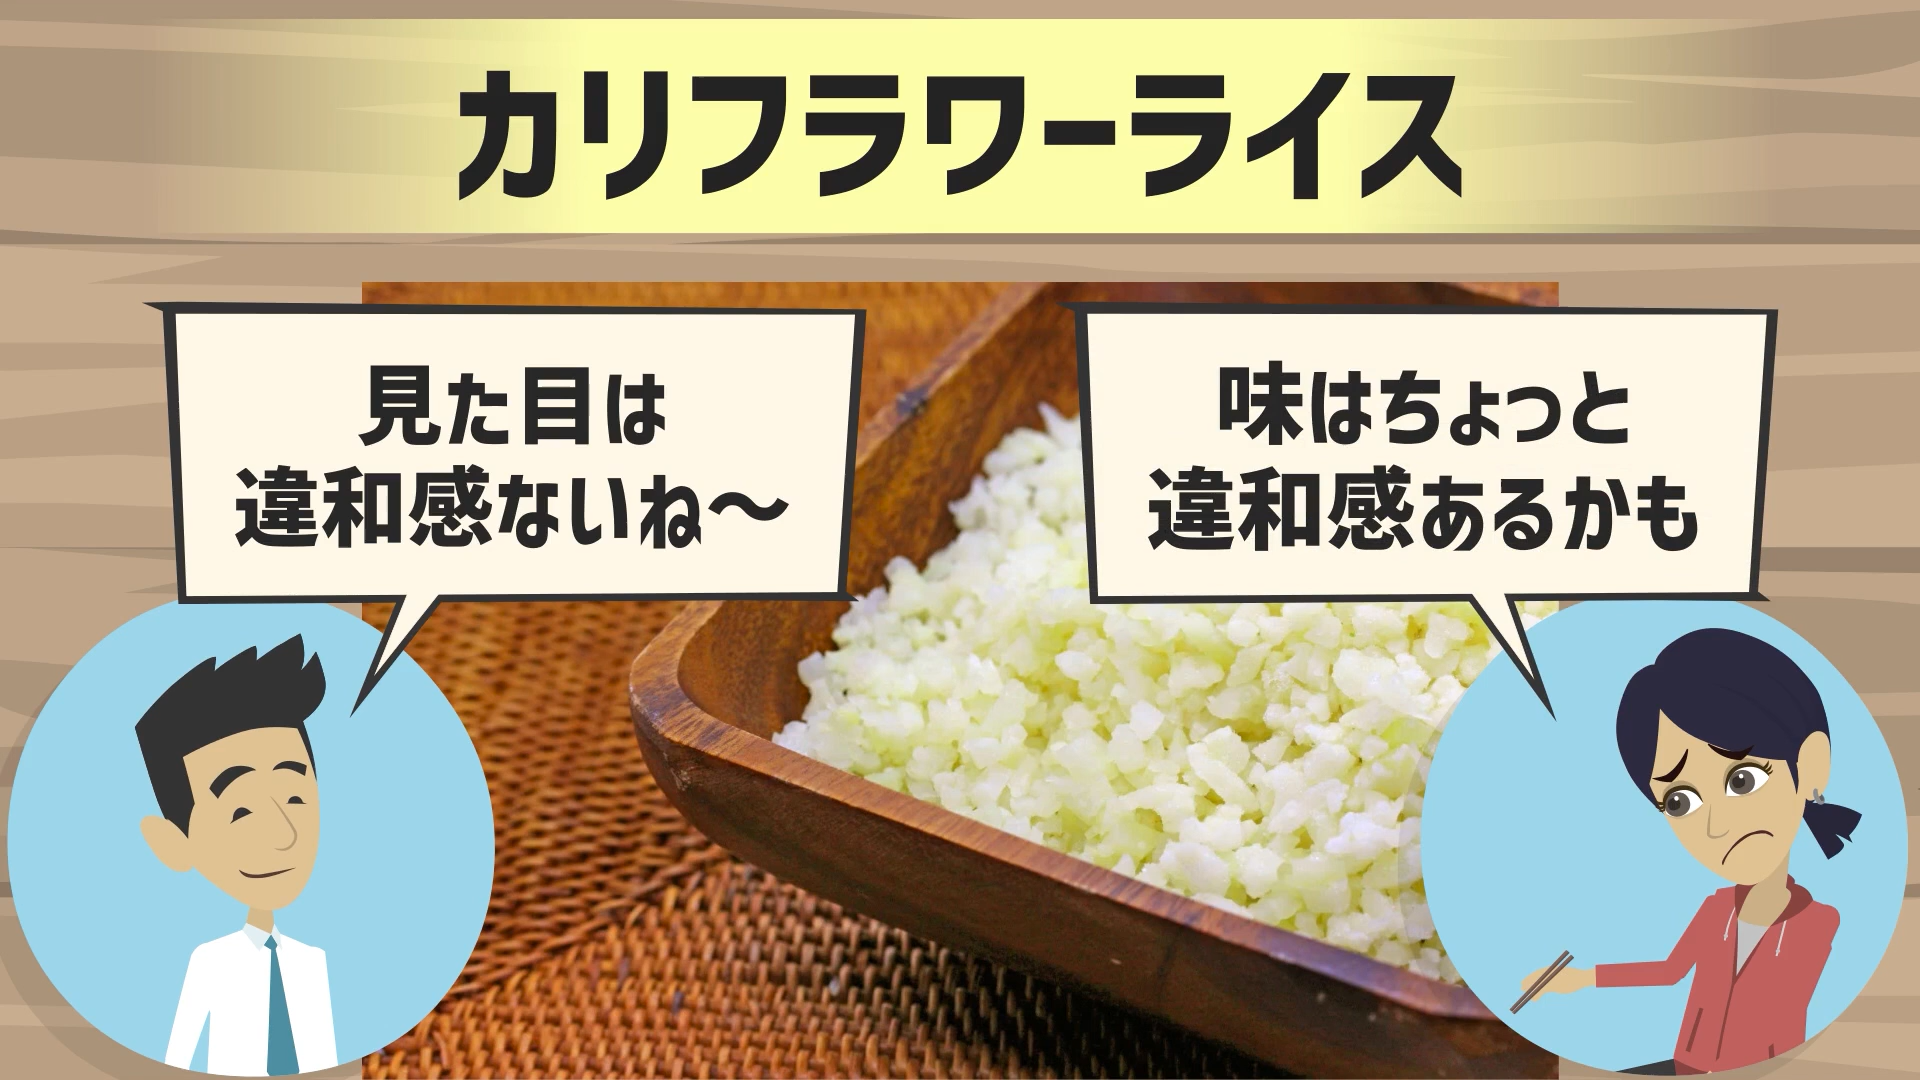 カリフラワーライス
見た目は
違和感ないね～
味はちょっと
違和感あるかも